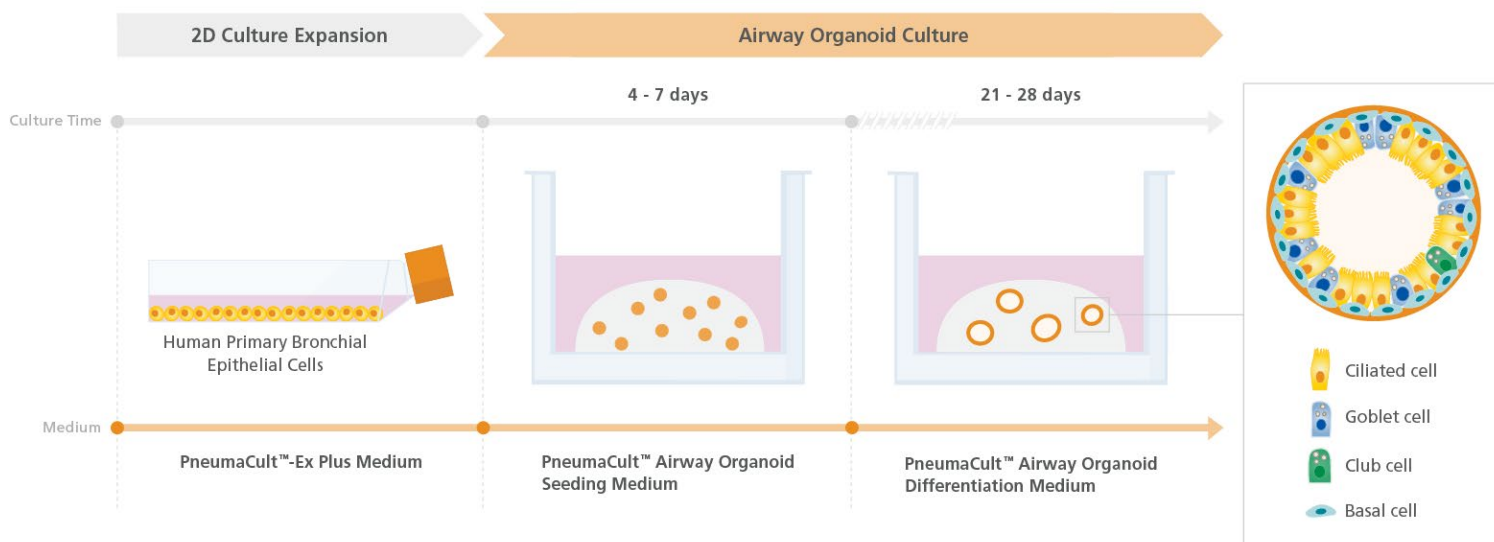 2D Culture Expansion
Airway Organoid Culture
4 - 7 days
21 - 28 days
Culture Time
Human Primary Bronchial
Epithelial Cells
Ciliated cell
Goblet cell
Club cell
Basal cell
Medium
PneumaCult™-Ex Plus Medium
PneumaCult™ Airway Organoid
Seeding Medium
PneumaCult™ Airway Organoid
Differentiation Medium